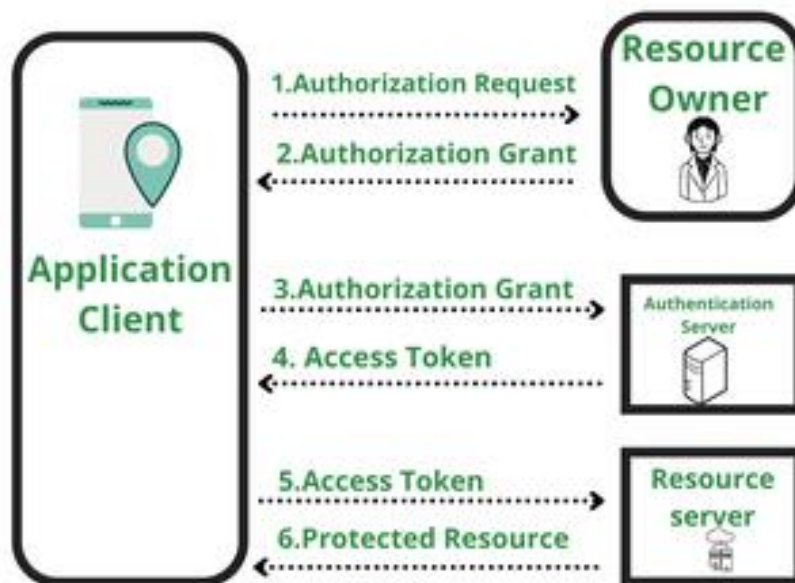 Resource
Owner
1.Authorization Request
2.Authorization Grant
Application
Client
3.Authorization Grant
Authentication
Server
4. Access Token
5.Access Token
Resource
server
6.Protected Resource